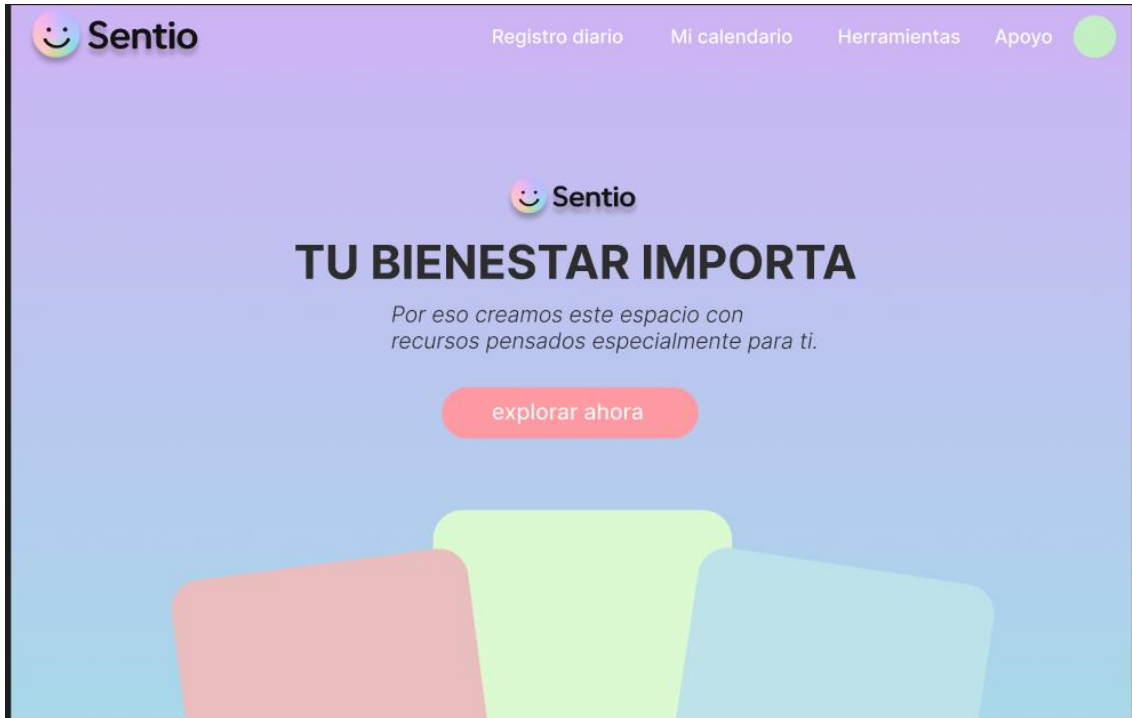 Sentio
Registro diario
Mi calendario
Herramientas
Apoyo
Sentio
TU BIENESTAR IMPORTA
Por eso creamos este espacio con
recursos pensados especialmente para ti.
explorar ahora